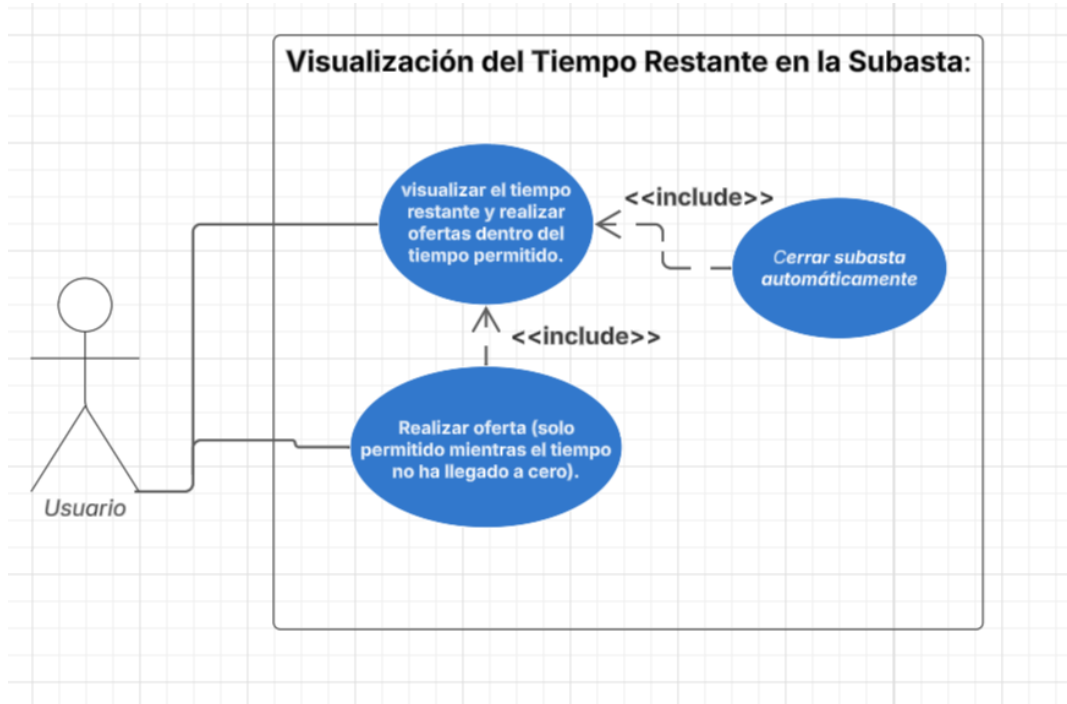 Visualización del Tiempo Restante en la Subasta:
visualizar el tiempo
restante y realizar
ofertas dentro del
tiempo permitido.
<<include>>
Cerrar subasta
automáticamente
<<include>>
Realizar oferta (solo
permitido mientras el tiempo
no ha llegado a cero).
Usuario